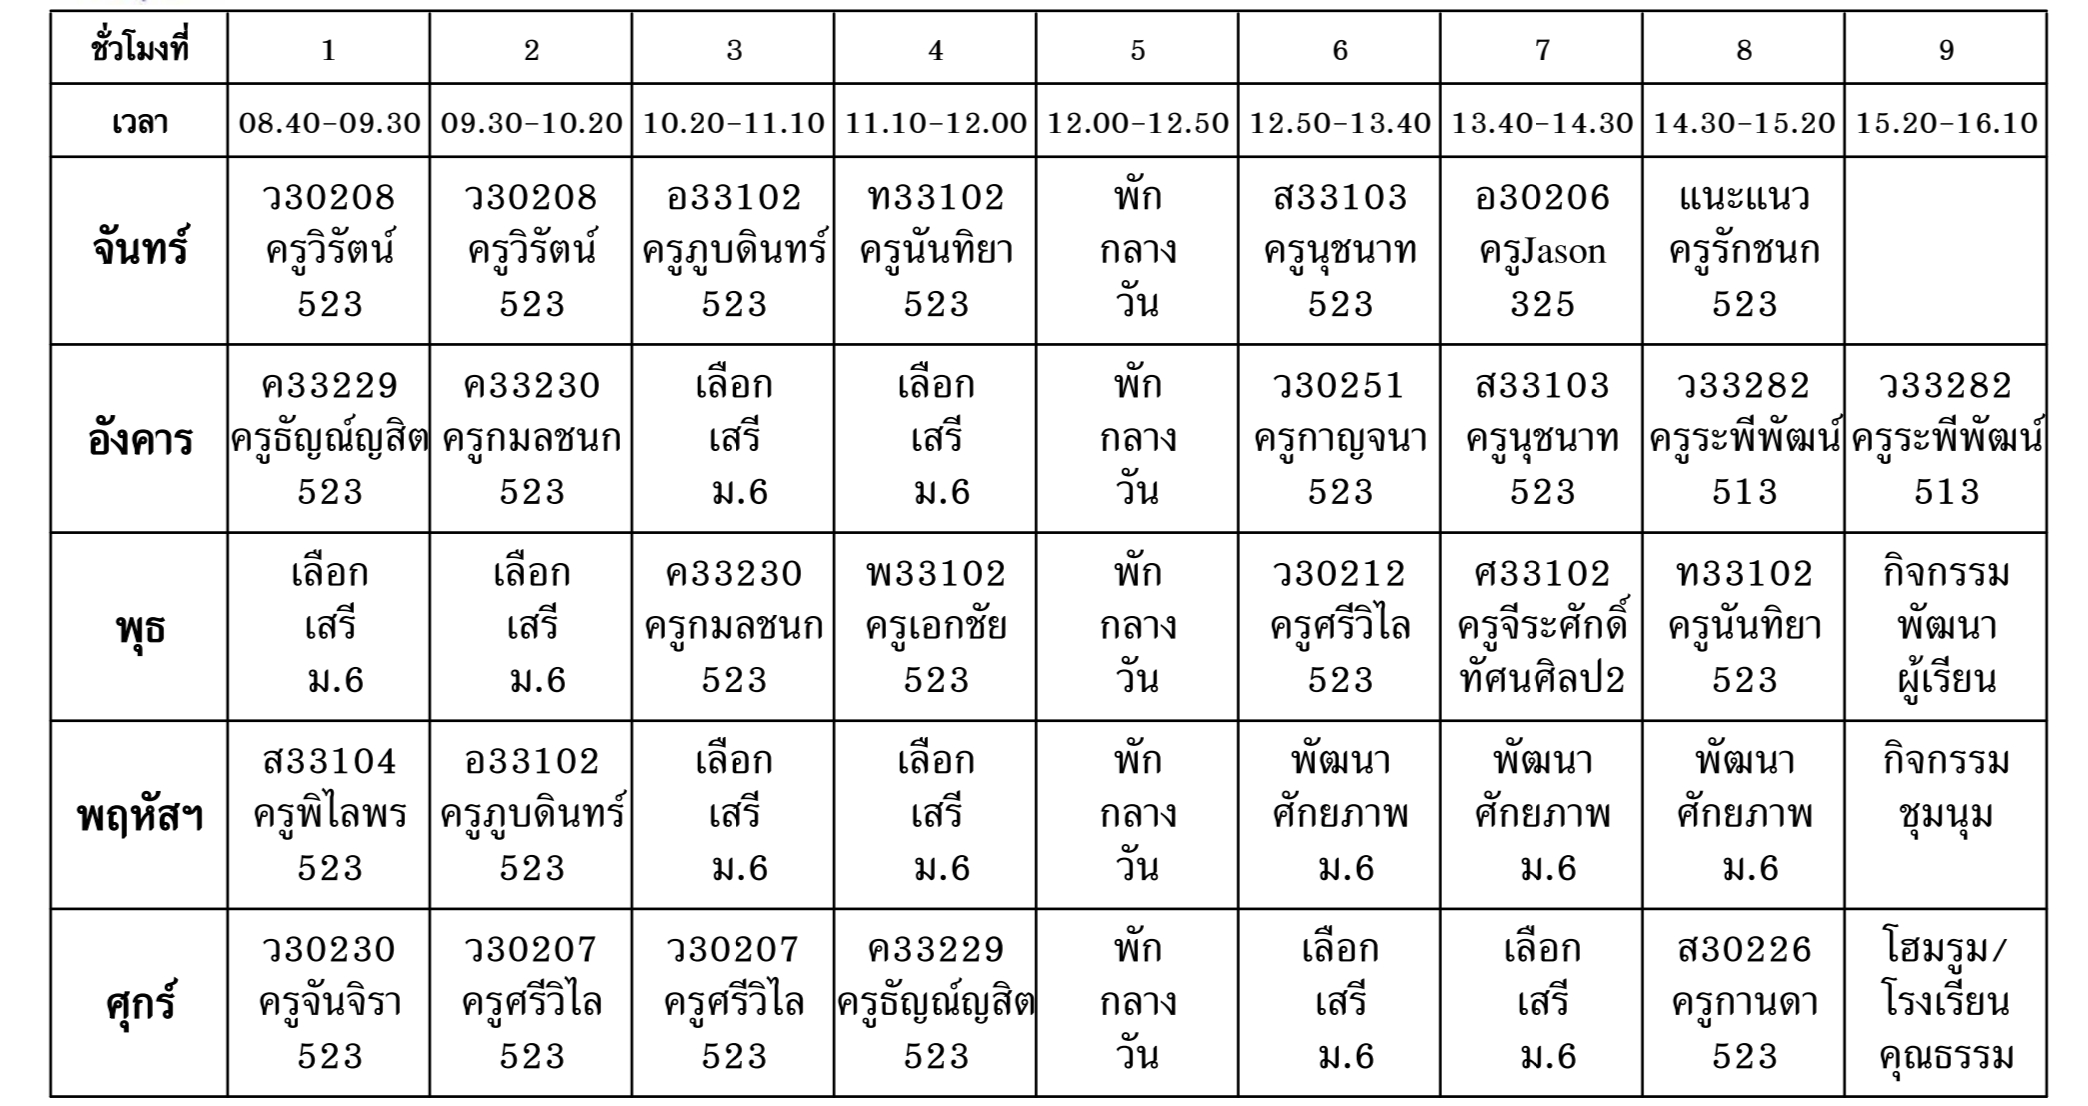 ชั่วโมงที่ 1 2 3 4 5 6 7 8 9
เวลา 08.40-09.30 09.30-10.20 10.20-11.10 11.10-12.00 12.00-12.50 12.50-13.40 13.40-14.30 14.30-15.20 15.20-16.10
ว30208 ว30208 อ33102 ท33102 พัก ส33103 อ30206 แนะแนว
จันทร์ ครูวิรัตน์ ครูวิรัตน์ ครูภูบดินทร์ ครูนันทิยา กลาง ครูนุชนาท ครูJason ครูรักชนก
523 523 523 523 วัน 523 325 523
ค33229 ค33230 เลือก เลือก พัก ว30251 ส33103 ว33282 ว33282
อังคาร ครูธัญณ์ญสิต ครูกมลชนก เสรี เสรี กลาง ครูกาญจนา ครูนุชนาท ครูระพีพัฒน์ ครูระพีพัฒน์
523 523 ม.6 ม.6 วัน 523 523 513 513
เลือก เลือก ค33230 พ33102 พัก ว30212 ศ33102 ท33102 กิจกรรม
พุธ เสรี เสรี ครูกมลชนก ครูเอกชัย กลาง ครูศรีวิไล ครูจีระศักดิ์ ครูนันทิยา พัฒนา
ม.6 ม.6 523 523 วัน 523 ทัศนศิลป2 523 ผู้เรียน
ส33104 อ33102 เลือก เลือก พัก พัฒนา พัฒนา พัฒนา กิจกรรม
พฤหัสฯ ครูพิไลพร ครูภูบดินทร์ เสรี เสรี กลาง ศักยภาพ ศักยภาพ ศักยภาพ ชุมนุม
523 523 ม.6 ม.6 วัน ม.6 ม.6 ม.6
ว30230 ว30207 ว30207 ค33229 พัก เลือก เลือก ส30226 โฮมรูม/
ศุกร์ ครูจันจิรา ครูศรีวิไล ครูศรีวิไล ครูธัญณ์ญสิต กลาง เสรี เสรี ครูกานดา โรงเรียน
523 523 523 523 วัน ม.6 ม.6 523 คุณธรรม